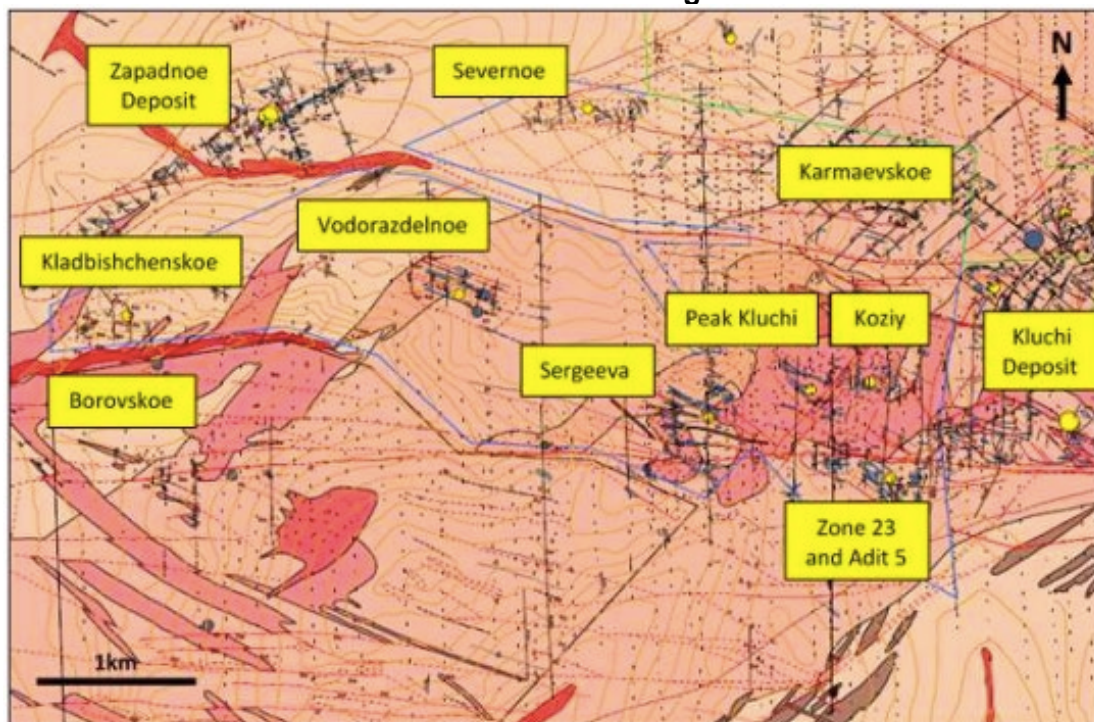 Zapadnoe
Deposit
Severnoe
N
Karmaevskoe
Vodorazdelnoe
Kladbishchenskoe
Peak Kluchi
Koziy
Kluchi
Deposit
Sergeeva
Borovskoe
Zone 23
and Adit 5
1km